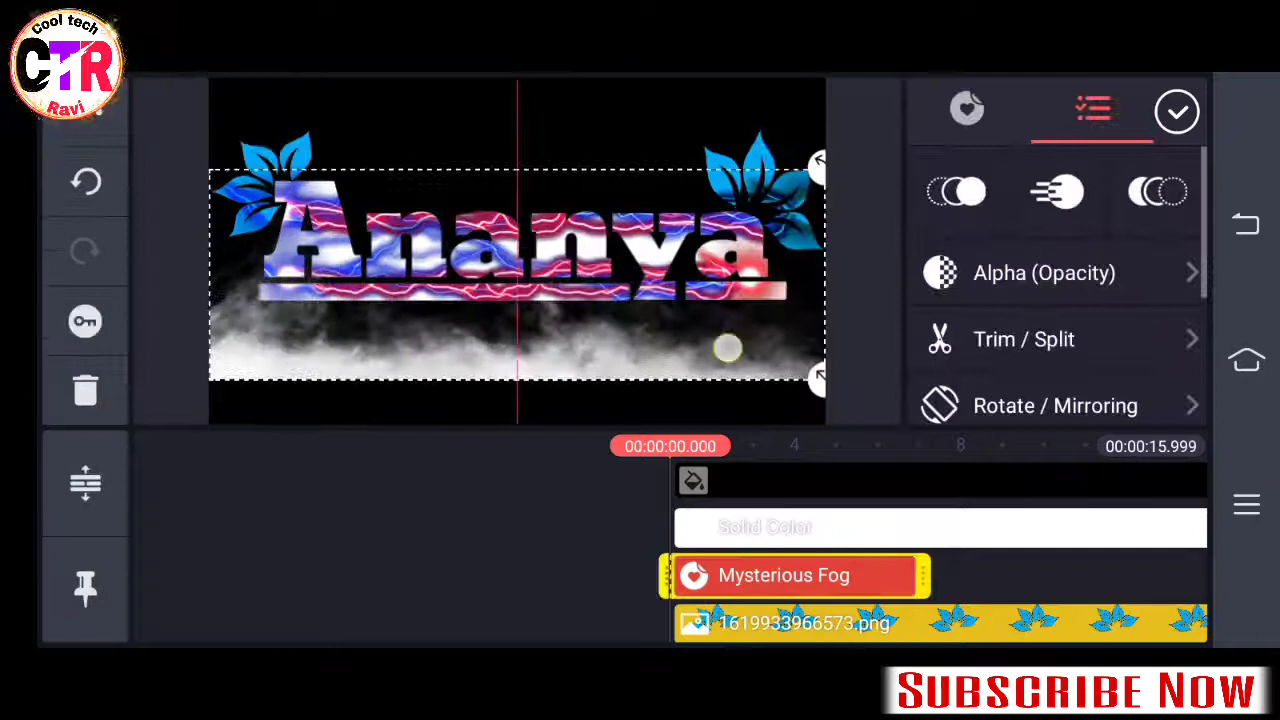 Cool tech
CTR
Ravi
Ananya
Alpha (Opacity)
Trim / Split
Rotate / Mirroring
00:00:00.000
4
8
00:00:15.999
Solid Color
Mysterious Fog
1619933966573.png
SUBSCRIBE NOW